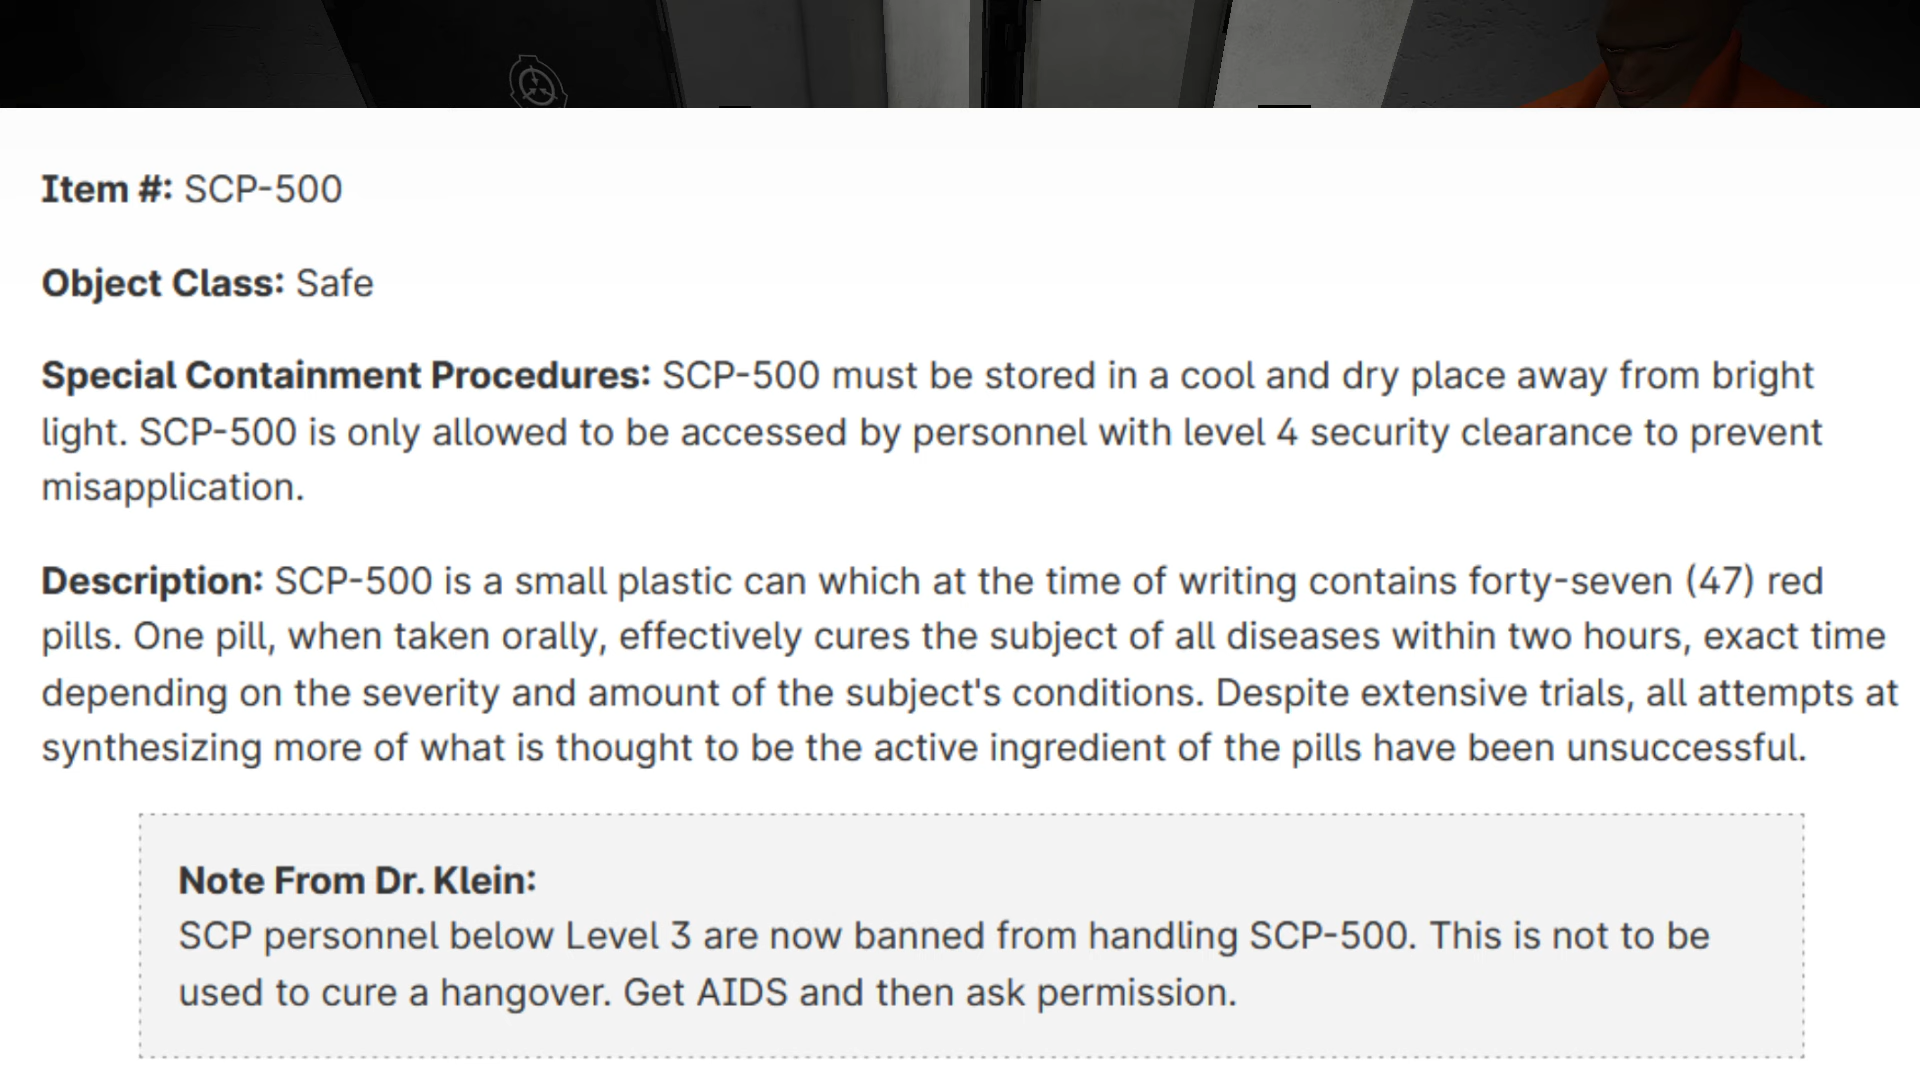 Item #: SCP-500
Object Class: Safe
Special Containment Procedures: SCP-500 must be stored in a cool and dry place away from bright
light. SCP-500 is only allowed to be accessed by personnel with level 4 security clearance to prevent
misapplication.
Description: SCP-500 is a small plastic can which at the time of writing contains forty-seven (47) red
pills. One pill, when taken orally, effectively cures the subject of all diseases within two hours, exact time
depending on the severity and amount of the subject's conditions. Despite extensive trials, all attempts at
synthesizing more of what is thought to be the active ingredient of the pills have been unsuccessful.
Note From Dr. Klein:
SCP personnel below Level 3 are now banned from handling SCP-500. This is not to be
used to cure a hangover. Get AIDS and then ask permission.